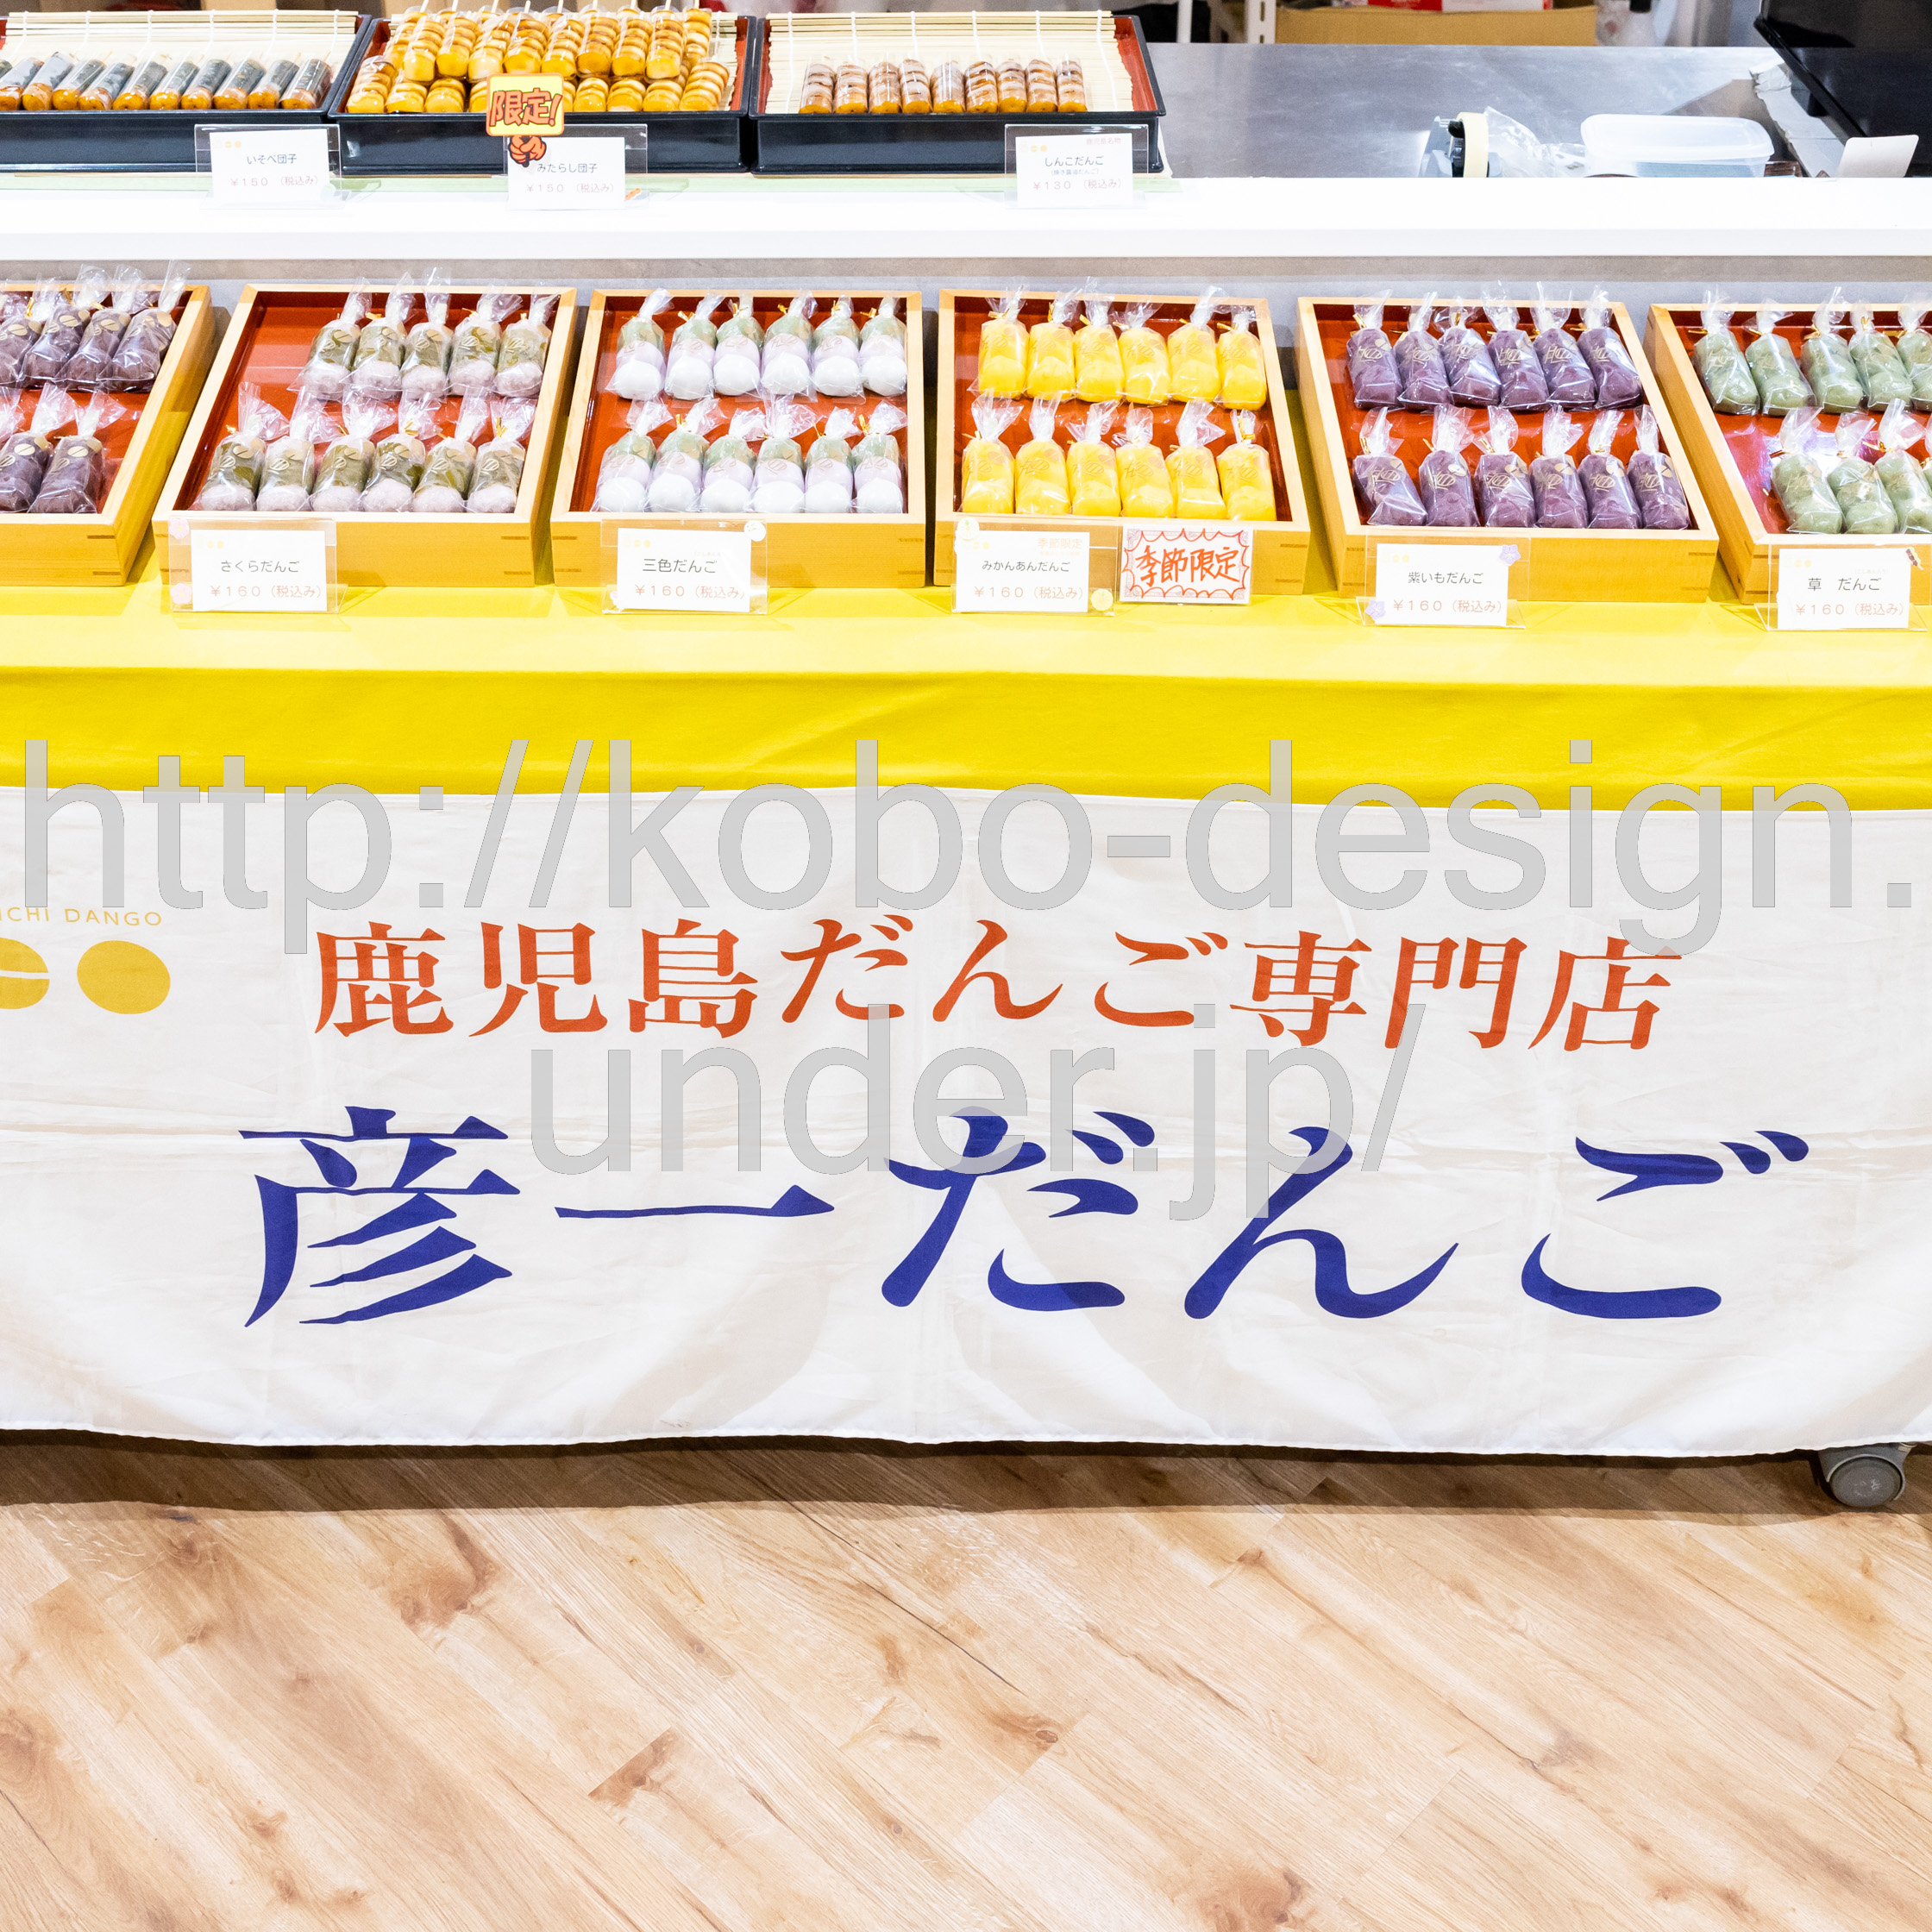 限定!
いそべ団子
¥150 (税込み)
みたらし団子
¥150 (税込み)
しんこだんご
¥130 (税込み)
さくらだんご
¥160 (税込み)
三色だんご
¥160 (税込み)
季節限定
みかんあんだんご
¥160 (税込み)
季節限定
紫いもだんご
¥160 (税込み)
草 だんご
¥160 (税込み)
http://kobo-design.
under.jp/
ICHI DANGO
鹿児島だんご専門店
彦一だんご